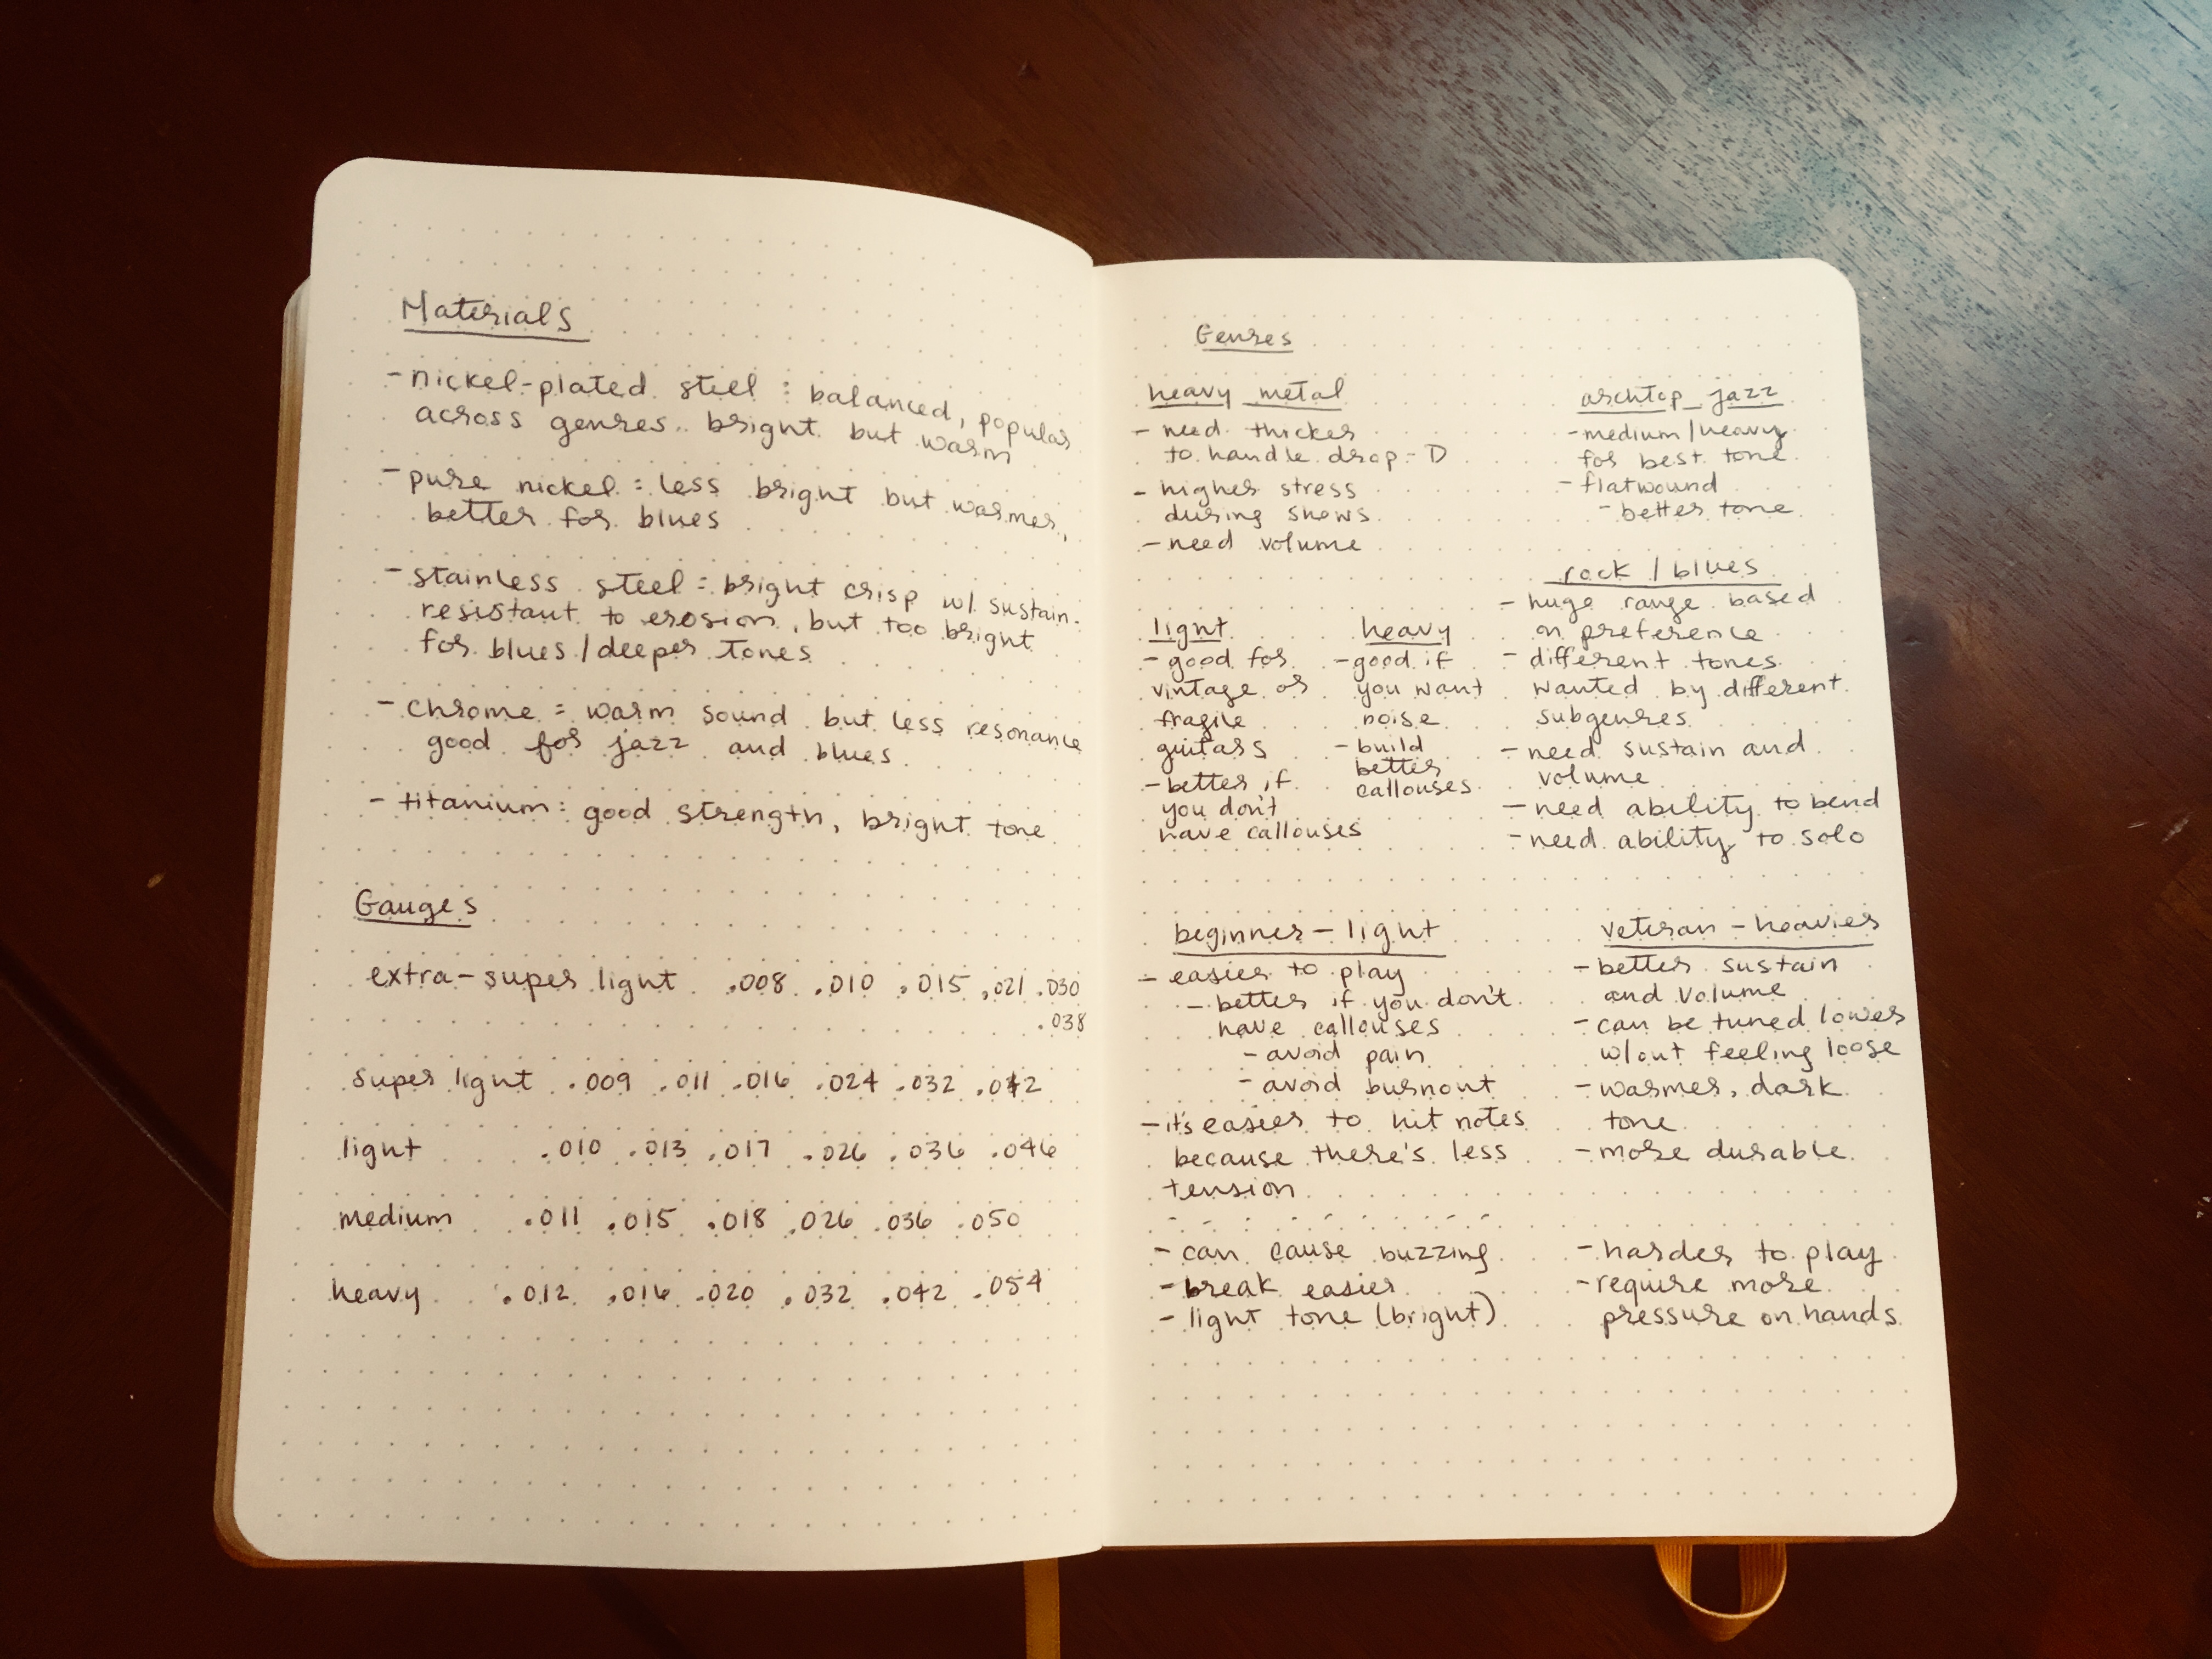 Materials
- nickel-plated steel : balanced, popular
across genres. bright but warm
- pure nickel : less bright but warmer,
better for blues
- stainless steel : bright crisp w/ sustain.
resistant to erosion, but too bright
for blues / deeper tones
- chrome = warm sound but less resonance
good for jazz and blues
- titanium : good strength, bright tone
Gauges
extra-super light .008 .010 .015 .021 .030
.038
super light .009 .011 .016 .024 .032 .042
light .010 .013 .017 .026 .036 .046
medium .011 .015 .018 .026 .036 .050
heavy .012 .016 .020 .032 .042 .054
Genres
heavy metal
- need thicker
to handle drop-D
- higher stress
during shows
- need volume
archtop jazz
- medium / heavy
for best tone
- flatwound
- better tone
light
- good for
vintage or
fragile
guitars
- better if
you don't
have callouses
heavy
- good if
you want
noise
- build
better
callouses
rock / blues
- huge range based
on preference
- different tones
wanted by different
subgenres
- need sustain and
volume
- need ability to bend
- need ability to solo
beginner - light
- easier to play
- better if you don't
have callouses
- avoid pain
- avoid burnout
- it's easier to hit notes
because there's less
tension
- can cause buzzing
- break easier
- light tone (bright)
veteran - heavier
- better sustain
and volume
- can be tuned lower
w/out feeling loose
- warmer, dark
tone
- more durable
- harder to play
- require more
pressure on hands